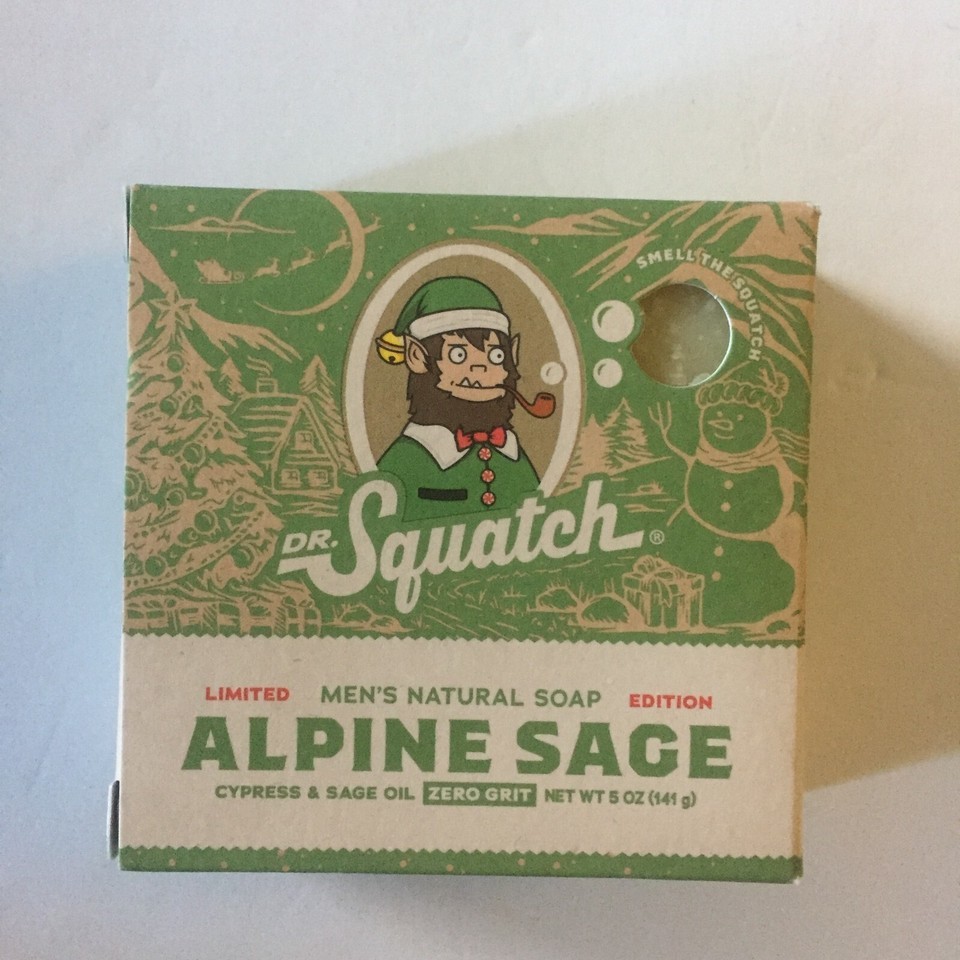 SMELL THE SQUATCH
DR. Squatch ®
LIMITED MEN'S NATURAL SOAP EDITION
ALPINE SAGE
CYPRESS & SAGE OIL ZERO GRIT NET WT 5 OZ (141 g)